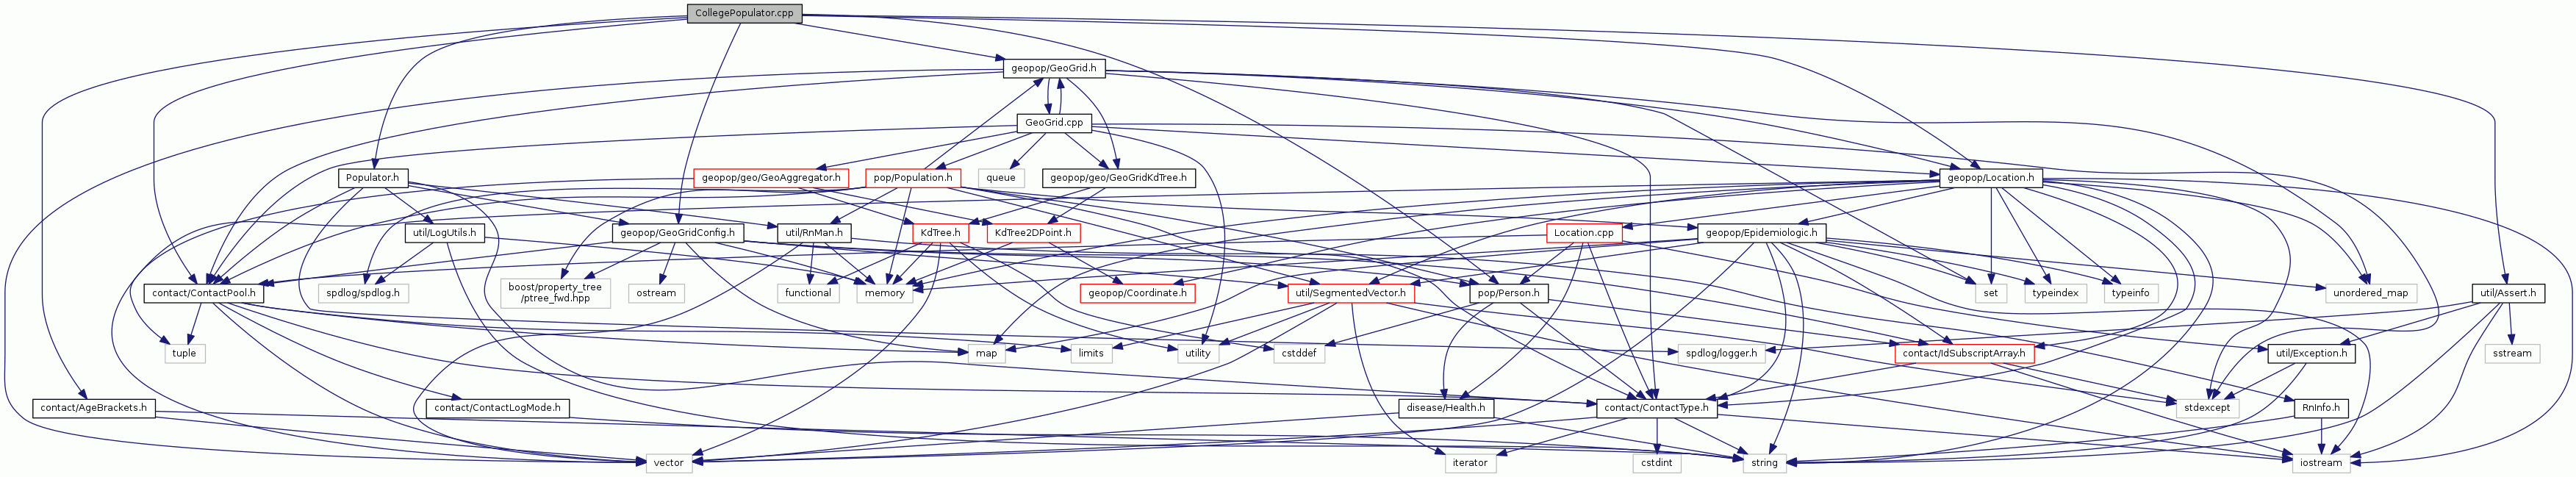 CollegePopulator.cpp
geopop/GeoGrid.h
GeoGrid.cpp
Populator.h
geopop/geo/GeoAggregator.h
pop/Population.h
queue
geopop/geo/GeoGridKdTree.h
geopop/Location.h
util/LogUtils.h
geopop/GeoGridConfig.h
util/RnMan.h
KdTree.h
KdTree2DPoint.h
Location.cpp
geopop/Epidemiologic.h
contact/ContactPool.h
spdlog/spdlog.h
boost/property_tree
/ptree_fwd.hpp
ostream
functional
memory
geopop/Coordinate.h
util/SegmentedVector.h
pop/Person.h
set
typeindex
typeinfo
unordered_map
util/Assert.h
tuple
map
limits
utility
cstddef
spdlog/logger.h
contact/IdSubscriptArray.h
util/Exception.h
sstream
contact/AgeBrackets.h
contact/ContactLogMode.h
disease/Health.h
contact/ContactType.h
stdexcept
RnInfo.h
vector
iterator
cstdint
string
iostream